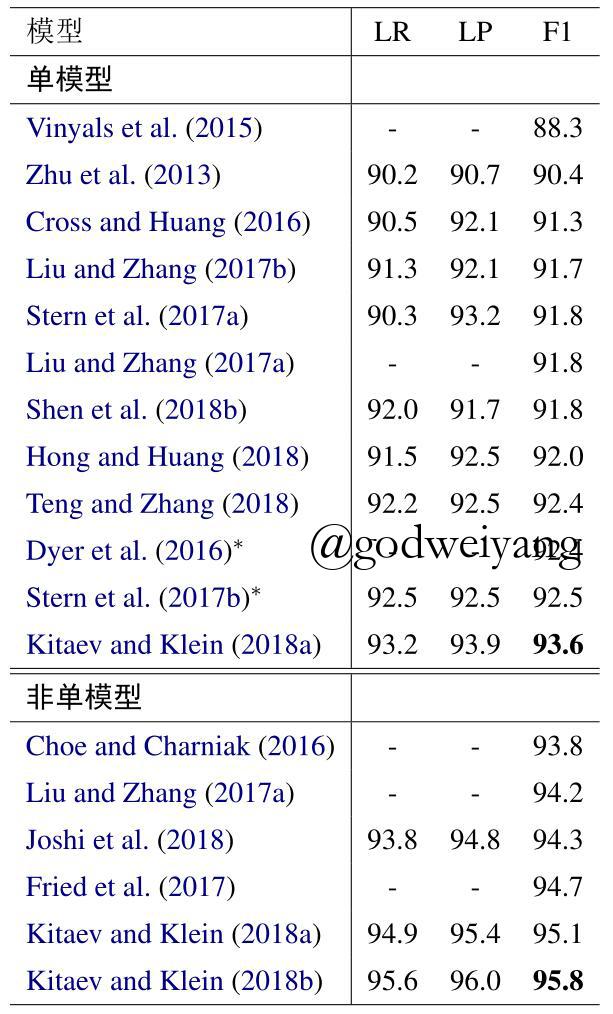 模型 LR LP F1
单模型
Vinyals et al. (2015) - - 88.3
Zhu et al. (2013) 90.2 90.7 90.4
Cross and Huang (2016) 90.5 92.1 91.3
Liu and Zhang (2017b) 91.3 92.1 91.7
Stern et al. (2017a) 90.3 93.2 91.8
Liu and Zhang (2017a) - - 91.8
Shen et al. (2018b) 92.0 91.7 91.8
Hong and Huang (2018) 91.5 92.5 92.0
Teng and Zhang (2018) 92.2 92.5 92.4
Dyer et al. (2016)* - - 92.4
@godweiyang
Stern et al. (2017b)* 92.5 92.5 92.5
Kitaev and Klein (2018a) 93.2 93.9 93.6
非单模型
Choe and Charniak (2016) - - 93.8
Liu and Zhang (2017a) - - 94.2
Joshi et al. (2018) 93.8 94.8 94.3
Fried et al. (2017) - - 94.7
Kitaev and Klein (2018a) 94.9 95.4 95.1
Kitaev and Klein (2018b) 95.6 96.0 95.8